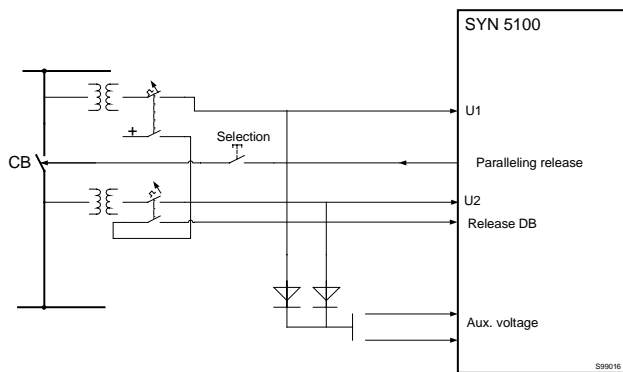 SYN 5100
U1
+
Selection
CB
Paralleling release
U2
Release DB
Aux. voltage
S99016